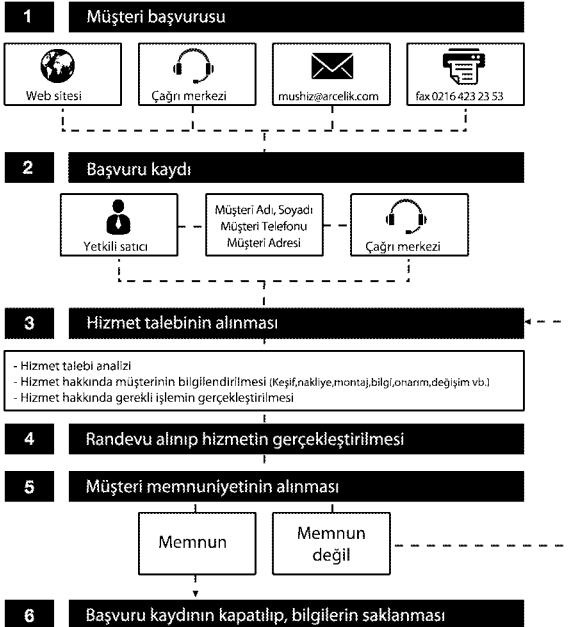 1 Müşteri başvurusu
Web sitesi
Çağrı merkezi
mushiz@arcelik.com
fax 0216 423 23 53
2 Başvuru kaydı
Yetkili satıcı
Müşteri Adı, Soyadı
Müşteri Telefonu
Müşteri Adresi
Çağrı merkezi
3 Hizmet talebinin alınması
- Hizmet talebi analizi
- Hizmet hakkında müşterinin bilgilendirilmesi (Keşif,nakliye,montaj,bilgi,onarım,değişim vb.)
- Hizmet hakkında gerekli işlemin gerçekleştirilmesi
4 Randevu alınıp hizmetin gerçekleştirilmesi
5 Müşteri memnuniyetinin alınması
Memnun
Memnun
değil
6 Başvuru kaydının kapatılıp, bilgilerin saklanması